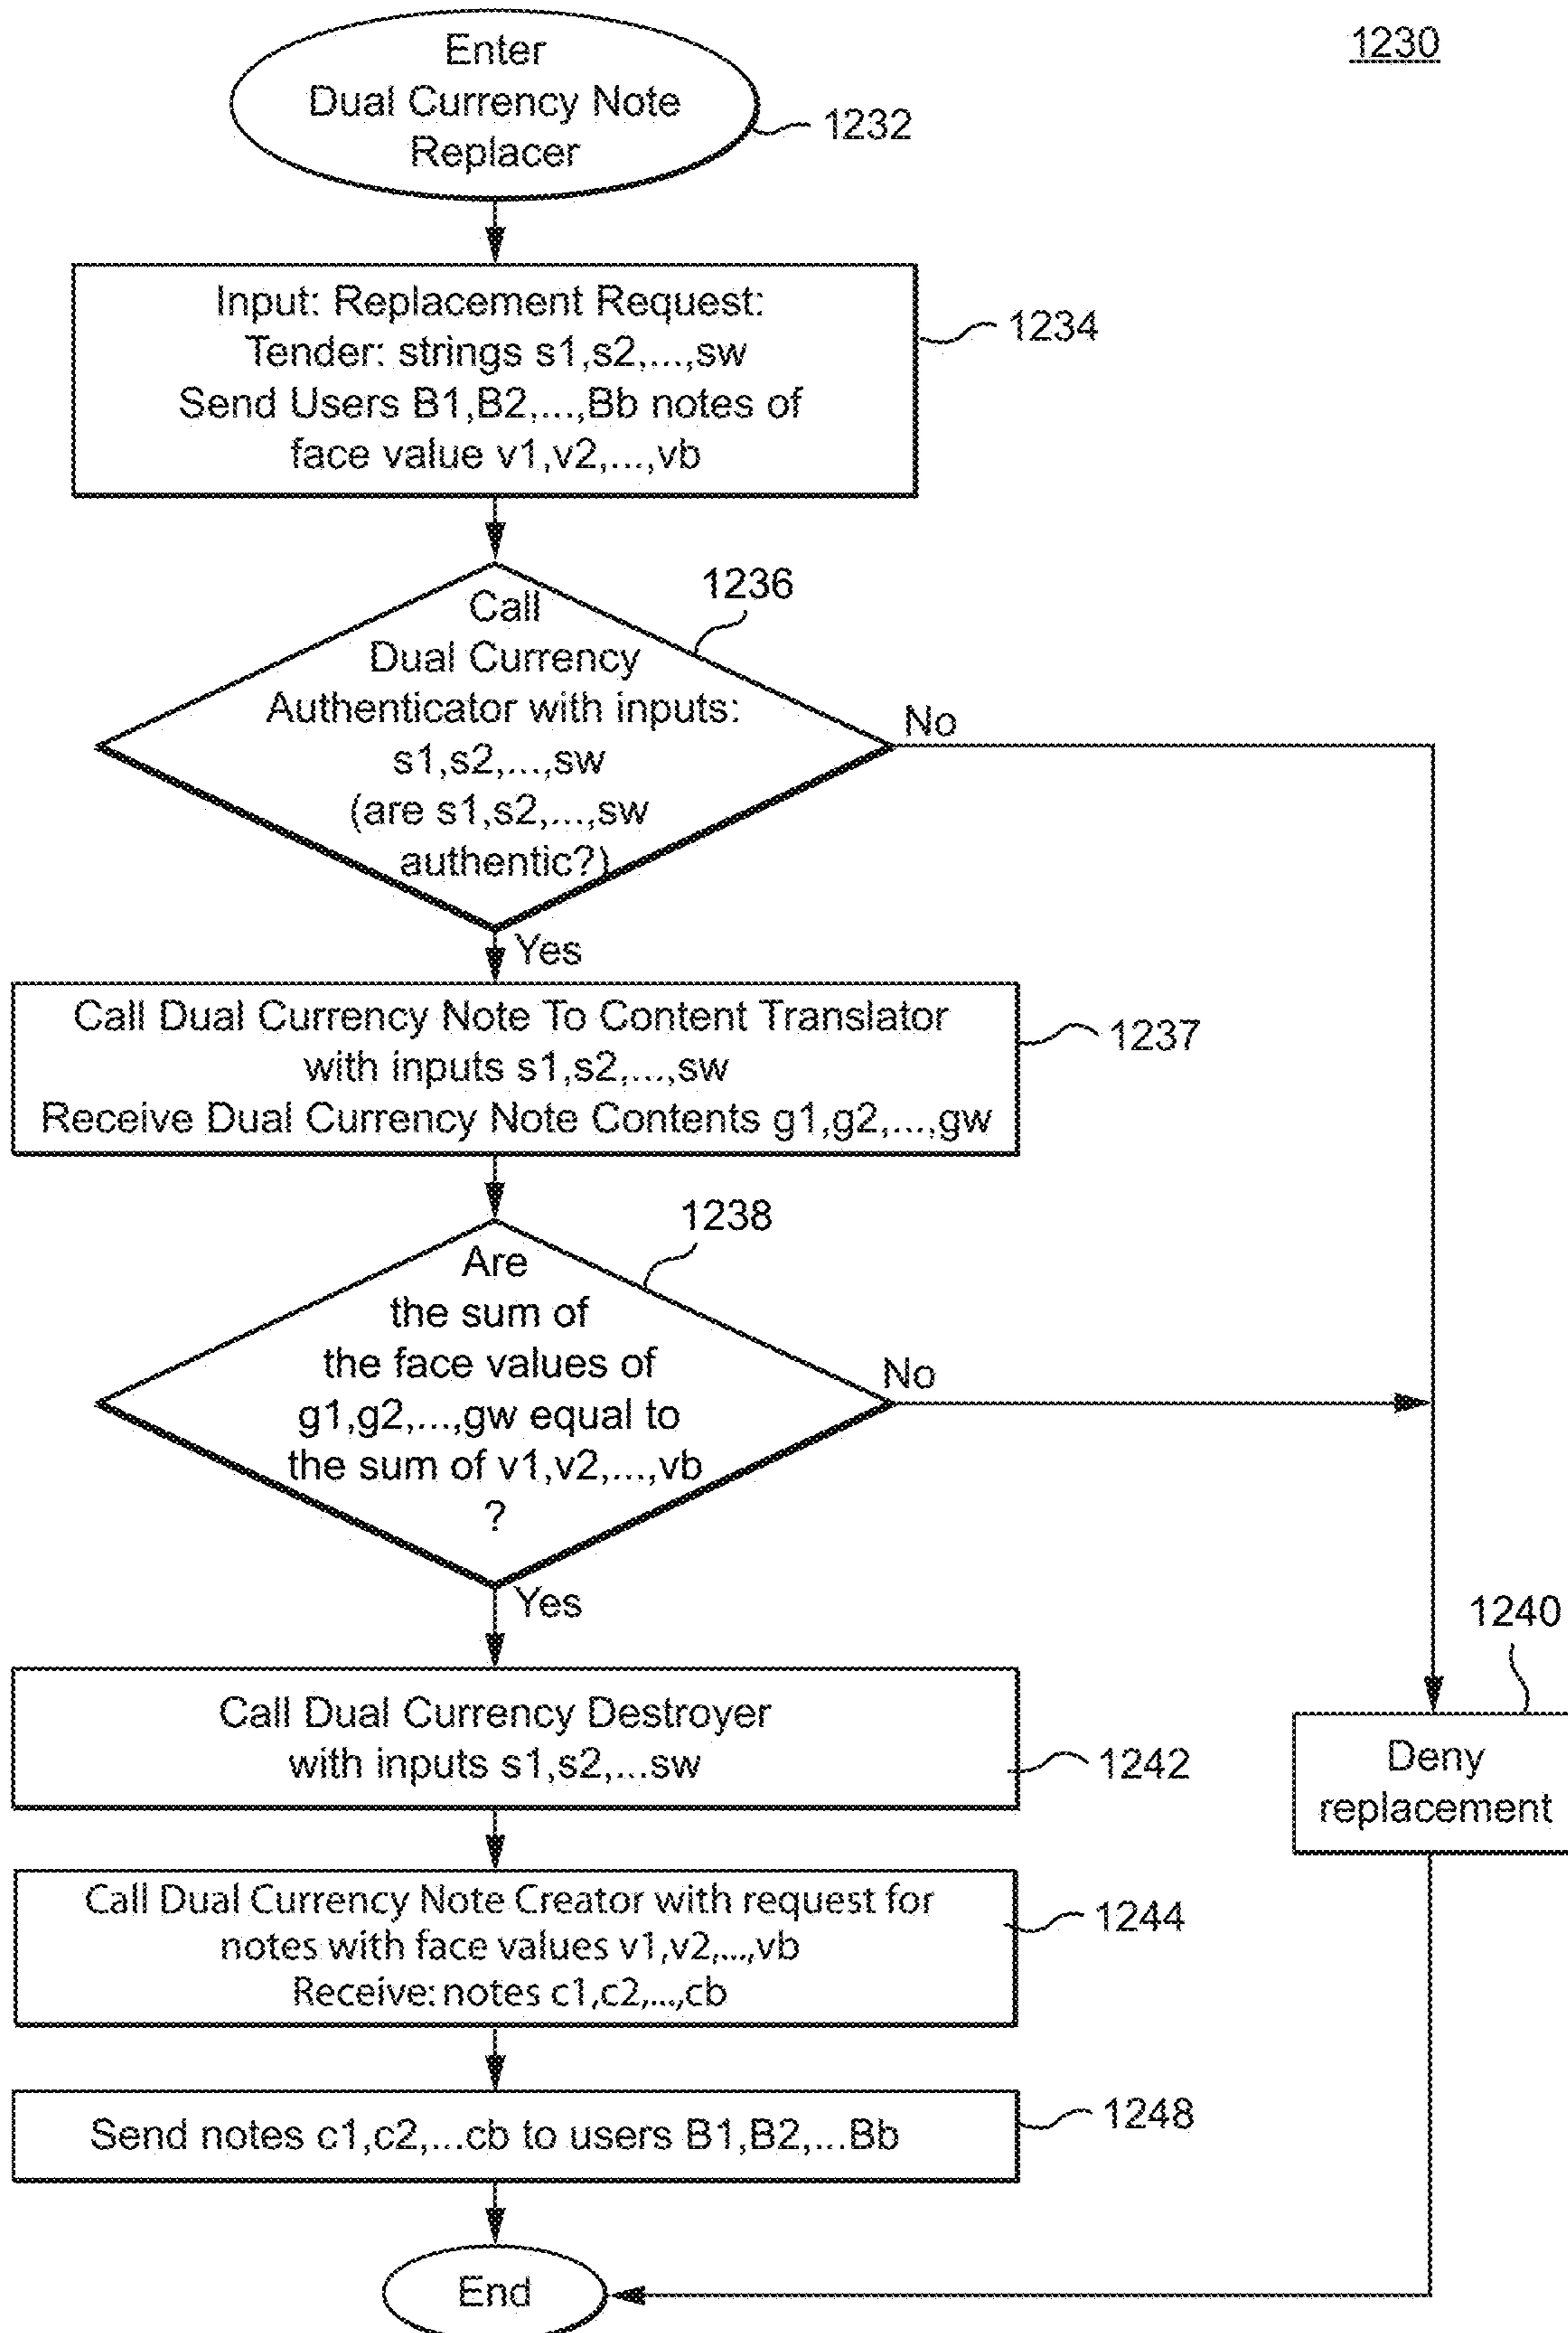 1230
Enter
Dual Currency Note
Replacer
1232
Input: Replacement Request:
Tender: strings s1,s2,...,sw
Send Users B1,B2,...,Bb notes of
face value v1,v2,...,vb
1234
1236
Call
Dual Currency
Authenticator with inputs:
s1,s2,...,sw
(are s1,s2,...,sw
authentic?)
No
Yes
Call Dual Currency Note To Content Translator
with inputs s1,s2,...,sw
Receive Dual Currency Note Contents g1,g2,...,gw
1237
1238
Are
the sum of
the face values of
g1,g2,...,gw equal to
the sum of v1,v2,...,vb
?
No
Yes
1240
Deny
replacement
Call Dual Currency Destroyer
with inputs s1,s2,...sw
1242
Call Dual Currency Note Creator with request for
notes with face values v1,v2,...,vb
Receive: notes c1,c2,...,cb
1244
Send notes c1,c2,...cb to users B1,B2,...Bb
1248
End